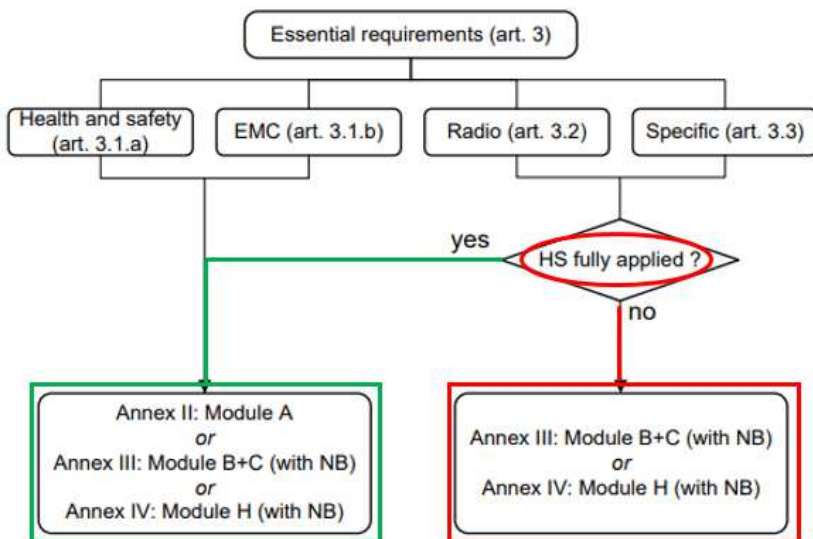 Essential requirements (art. 3)
Health and safety
(art. 3.1.a)
EMC (art. 3.1.b)
Radio (art. 3.2)
Specific (art. 3.3)
yes
HS fully applied ?
no
Annex II: Module A
or
Annex III: Module B+C (with NB)
or
Annex IV: Module H (with NB)
Annex III: Module B+C (with NB)
or
Annex IV: Module H (with NB)